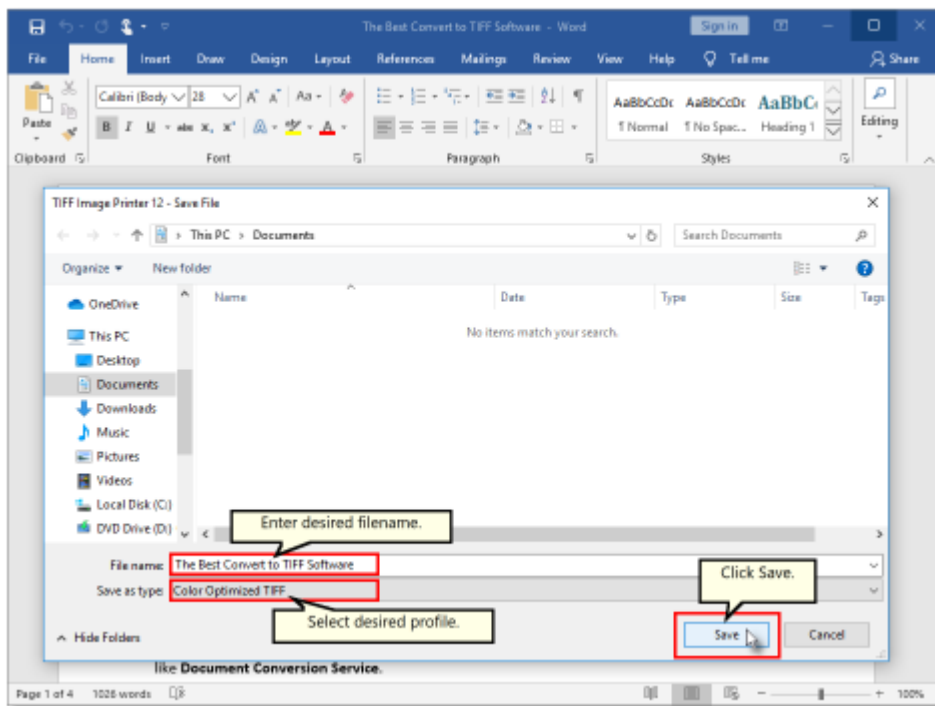 The Best Convert to TIFF Software - Word
Sign in
File Home Insert Draw Design Layout References Mailings Review View Help Tell me Share
Calibri (Body 28 Aa
Paste
B I U abc x, x² A
AaBbCcDc AaBbCcDc AaBbC
¶ Normal ¶ No Spac... Heading 1
Editing
Clipboard Font Paragraph Styles
TIFF Image Printer 12 - Save File
This PC > Documents
Search Documents
Organize New folder
Name Date Type Size Tags
No items match your search.
OneDrive
This PC
Desktop
Documents
Downloads
Music
Pictures
Videos
Local Disk (C:)
DVD Drive (D:)
Enter desired filename.
File name: The Best Convert to TIFF Software
Click Save.
Save as type: Color Optimized TIFF
Select desired profile.
Hide Folders
Save Cancel
like Document Conversion Service.
Page 1 of 4 1026 words 100%